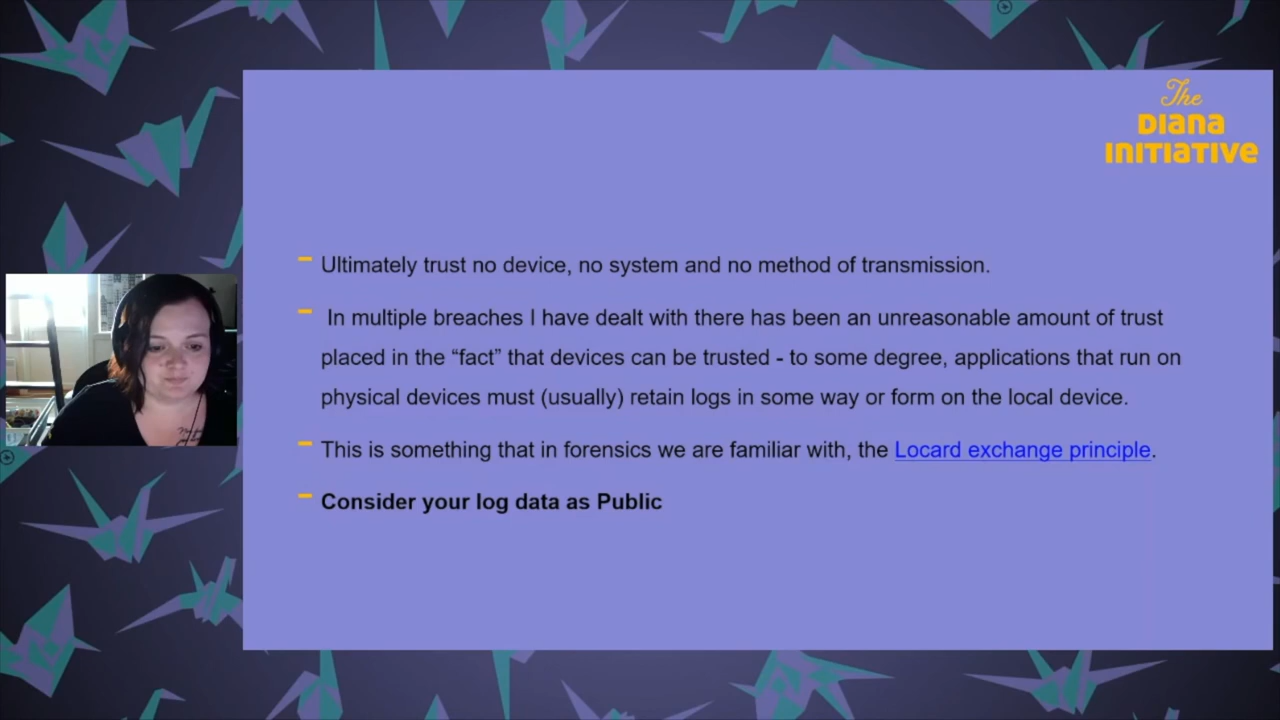 The
DIANA
INITIATIVE
Ultimately trust no device, no system and no method of transmission.
In multiple breaches I have dealt with there has been an unreasonable amount of trust
placed in the “fact” that devices can be trusted - to some degree, applications that run on
physical devices must (usually) retain logs in some way or form on the local device.
This is something that in forensics we are familiar with, the Locard exchange principle.
Consider your log data as Public